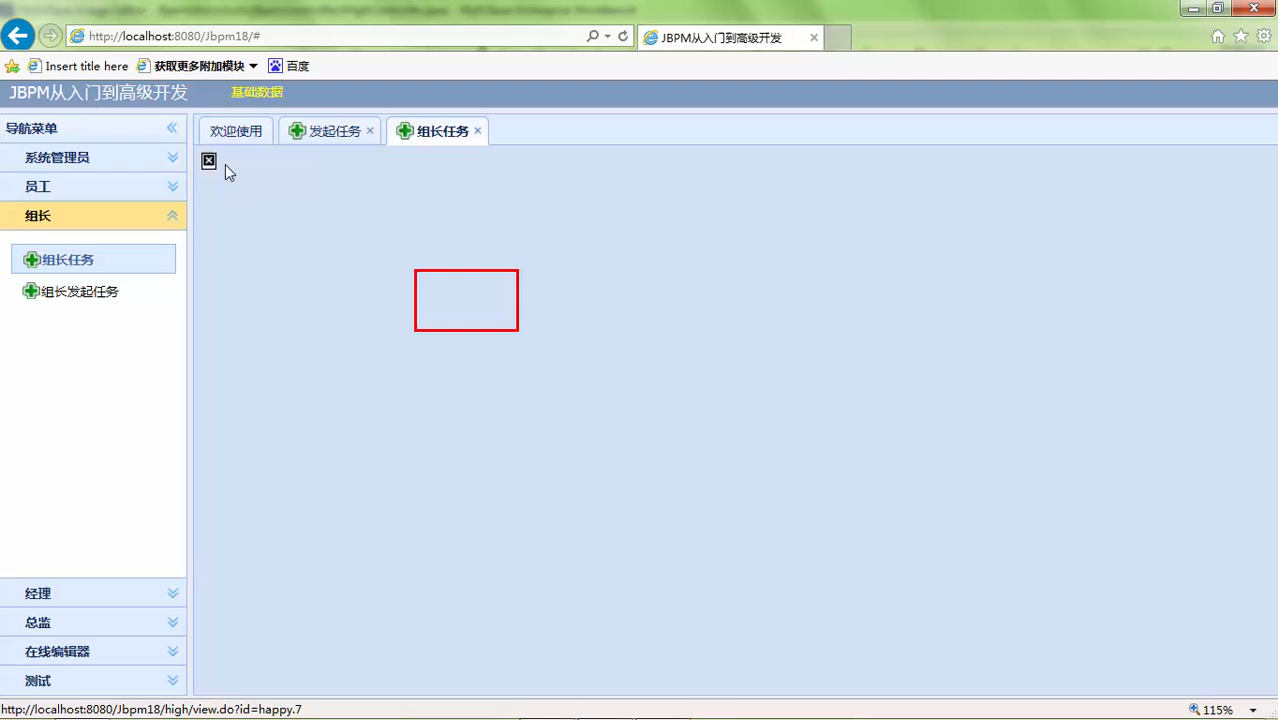 http://localhost:8080/Jbpm18/#
JBPM从入门到高级开发
Insert title here
获取更多附加模块
百度
JBPM从入门到高级开发
基础数据
导航菜单
系统管理员
员工
组长
组长任务
组长发起任务
经理
总监
在线编辑器
测试
欢迎使用
发起任务
组长任务
http://localhost:8080/Jbpm18/high/view.do?id=happy.7
115%